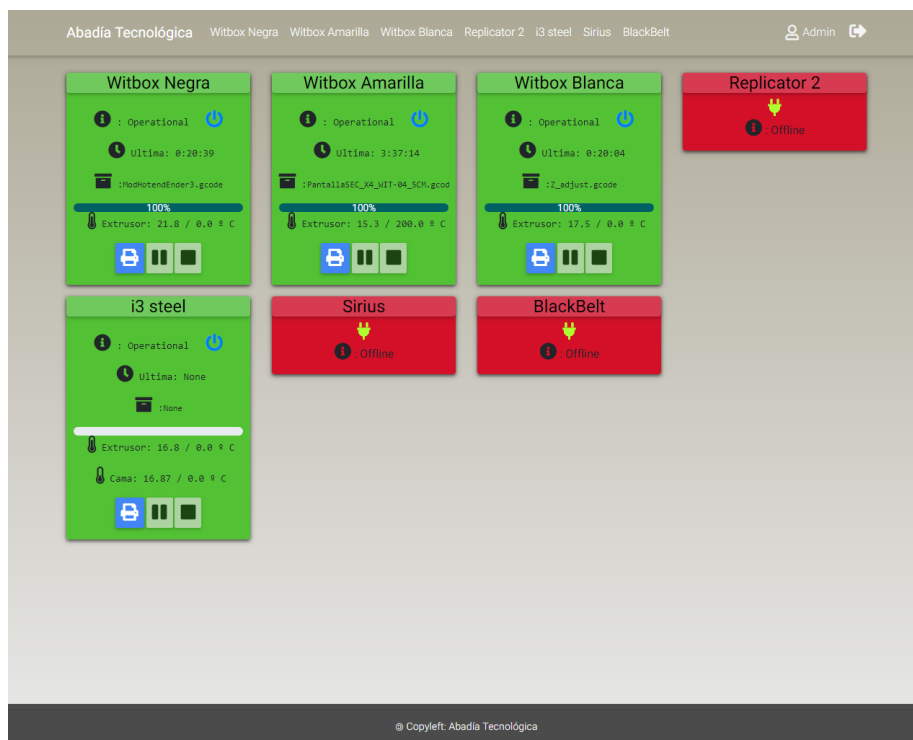 Abadía Tecnológica Witbox Negra Witbox Amarilla Witbox Blanca Replicator 2 i3 steel Sirius BlackBelt Admin
Witbox Negra
: Operational
Ultima: 0:20:39
:ModHotendEnder3.gcode
100%
Extrusor: 21.8 / 0.0 º C
Witbox Amarilla
: Operational
Ultima: 3:37:14
:PantallaSEC_X4_WIT-04_5CM.gcod
100%
Extrusor: 15.3 / 200.0 º C
Witbox Blanca
: Operational
Ultima: 0:20:04
:Z_adjust.gcode
100%
Extrusor: 17.5 / 0.0 º C
Replicator 2
: Offline
i3 steel
: Operational
Ultima: None
:None
Extrusor: 16.8 / 0.0 º C
Cama: 16.87 / 0.0 º C
Sirius
: Offline
BlackBelt
: Offline
@ Copyleft: Abadía Tecnológica